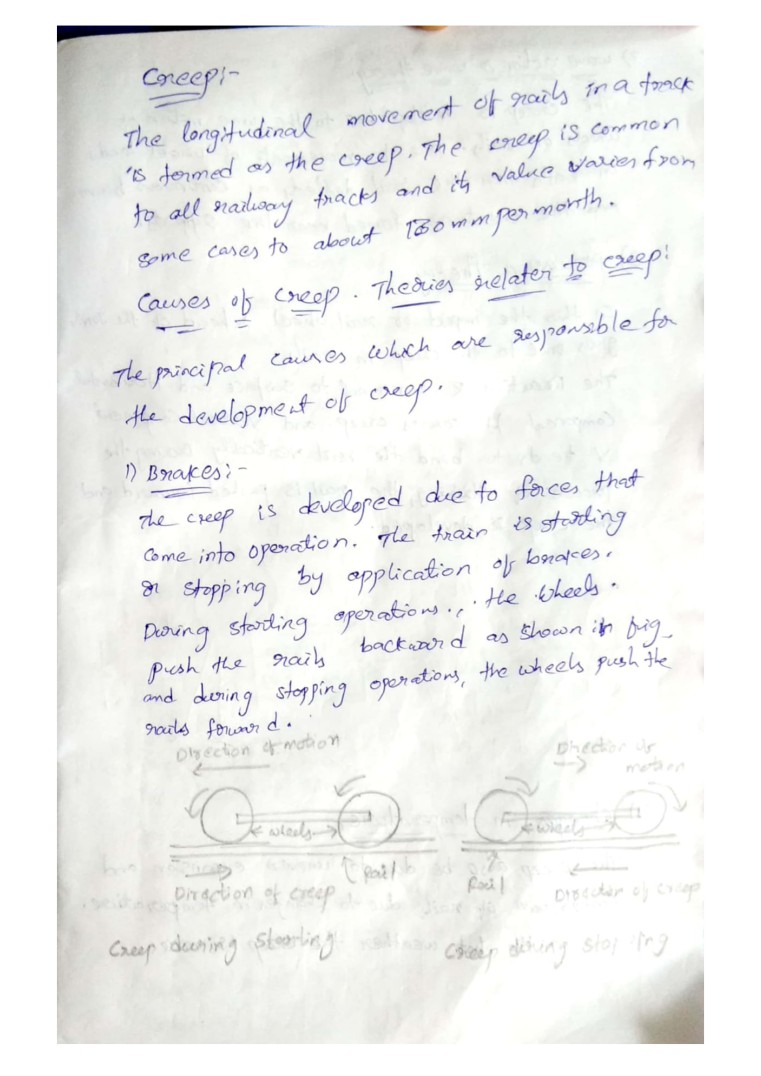 Creep:-
The longitudinal movement of rails in a track
is termed as the creep. The creep is common
to all railway tracks and its value varies from
some cases to about 130 mm per month.
Causes of creep. Theories relater to creep:
The principal causes which are responsible for
the development of creep.
1) Brakes:-
The creep is developed due to forces that
come into operation. The train is starting
or stopping by application of brakes.
During starting operations., the wheels.
push the rails backward as shown in fig
and during stopping operations, the wheels push the
rails forward.
Direction of motion
Direction of
motion
wheels
wheels
Rail
Rail
Direction of creep
Direction of creep
Creep during Starting
Creep during Stopping